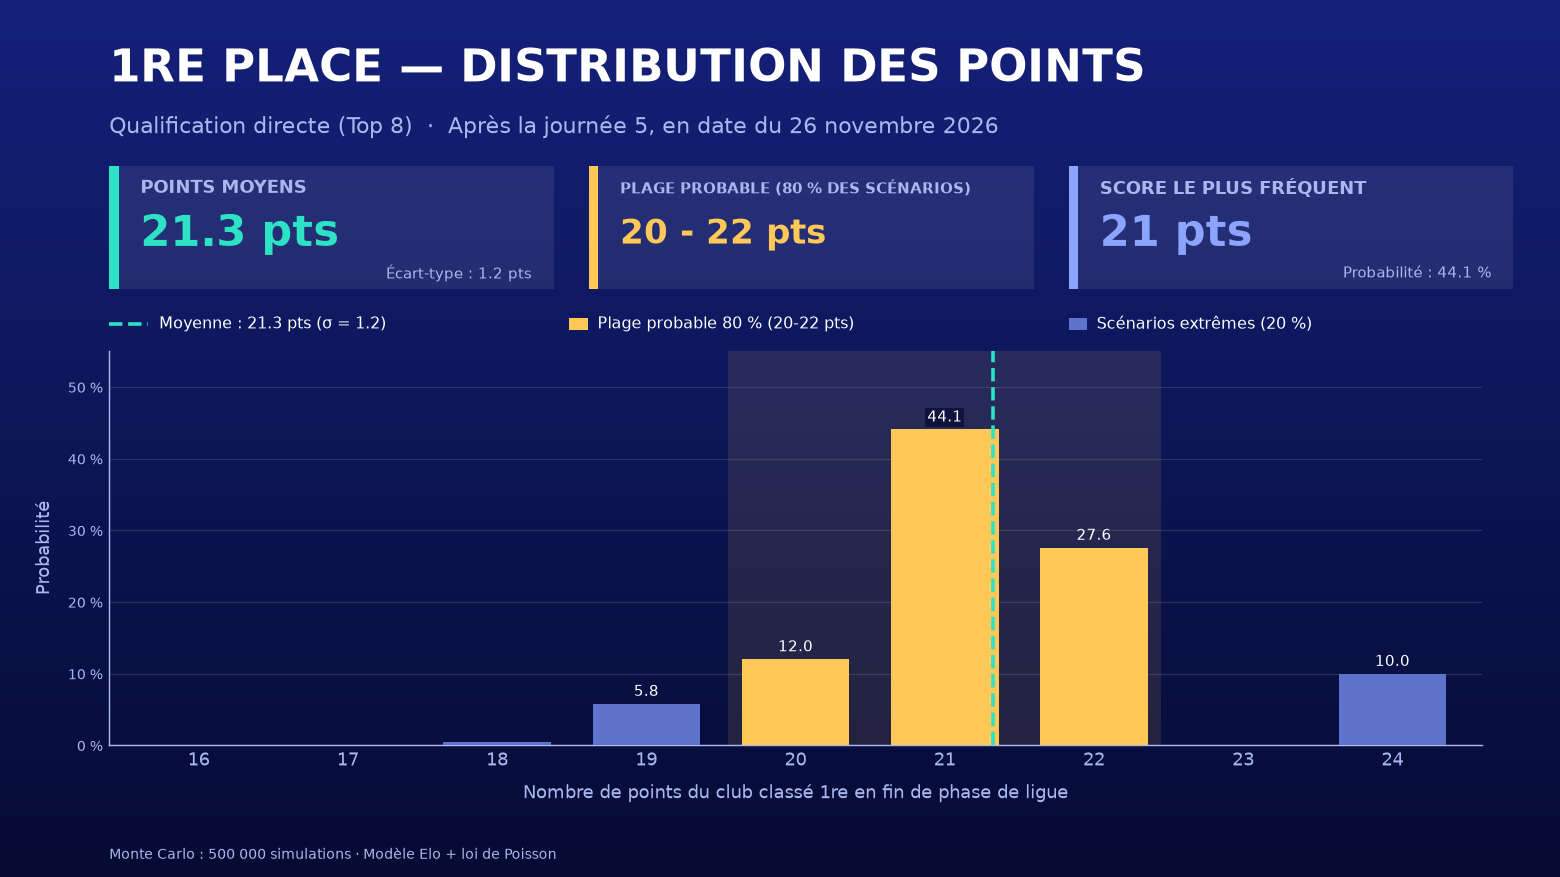 1RE PLACE — DISTRIBUTION DES POINTS
Qualification directe (Top 8) · Après la journée 5, en date du 26 novembre 2026
POINTS MOYENS
21.3 pts
Écart-type : 1.2 pts
PLAGE PROBABLE (80 % DES SCÉNARIOS)
20 - 22 pts
SCORE LE PLUS FRÉQUENT
21 pts
Probabilité : 44.1 %
Moyenne : 21.3 pts (σ = 1.2)
Plage probable 80 % (20-22 pts)
Scénarios extrêmes (20 %)
Probabilité
50 %
40 %
30 %
20 %
10 %
0 %
5.8
12.0
44.1
27.6
10.0
16 17 18 19 20 21 22 23 24
Nombre de points du club classé 1re en fin de phase de ligue
Monte Carlo : 500 000 simulations · Modèle Elo + loi de Poisson